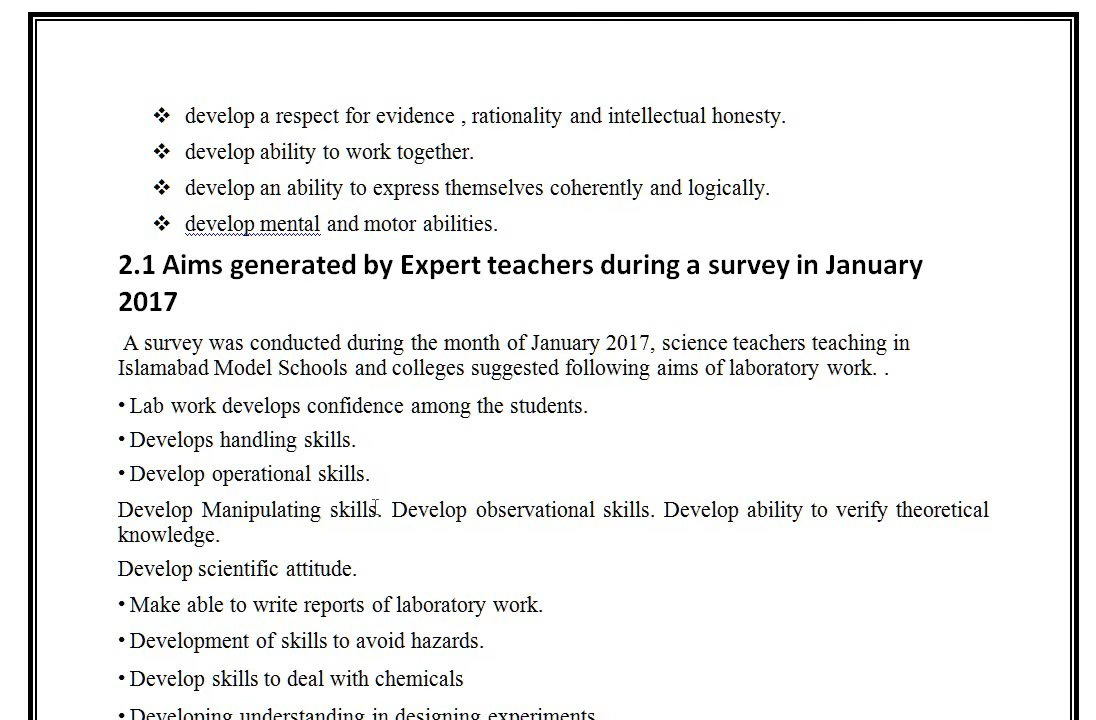 ❖ develop a respect for evidence , rationality and intellectual honesty.
❖ develop ability to work together.
❖ develop an ability to express themselves coherently and logically.
❖ develop mental and motor abilities.
2.1 Aims generated by Expert teachers during a survey in January
2017
A survey was conducted during the month of January 2017, science teachers teaching in
Islamabad Model Schools and colleges suggested following aims of laboratory work. .
• Lab work develops confidence among the students.
• Develops handling skills.
• Develop operational skills.
Develop Manipulating skills. Develop observational skills. Develop ability to verify theoretical
knowledge.
Develop scientific attitude.
• Make able to write reports of laboratory work.
• Development of skills to avoid hazards.
• Develop skills to deal with chemicals
• Developing understanding in designing experiments